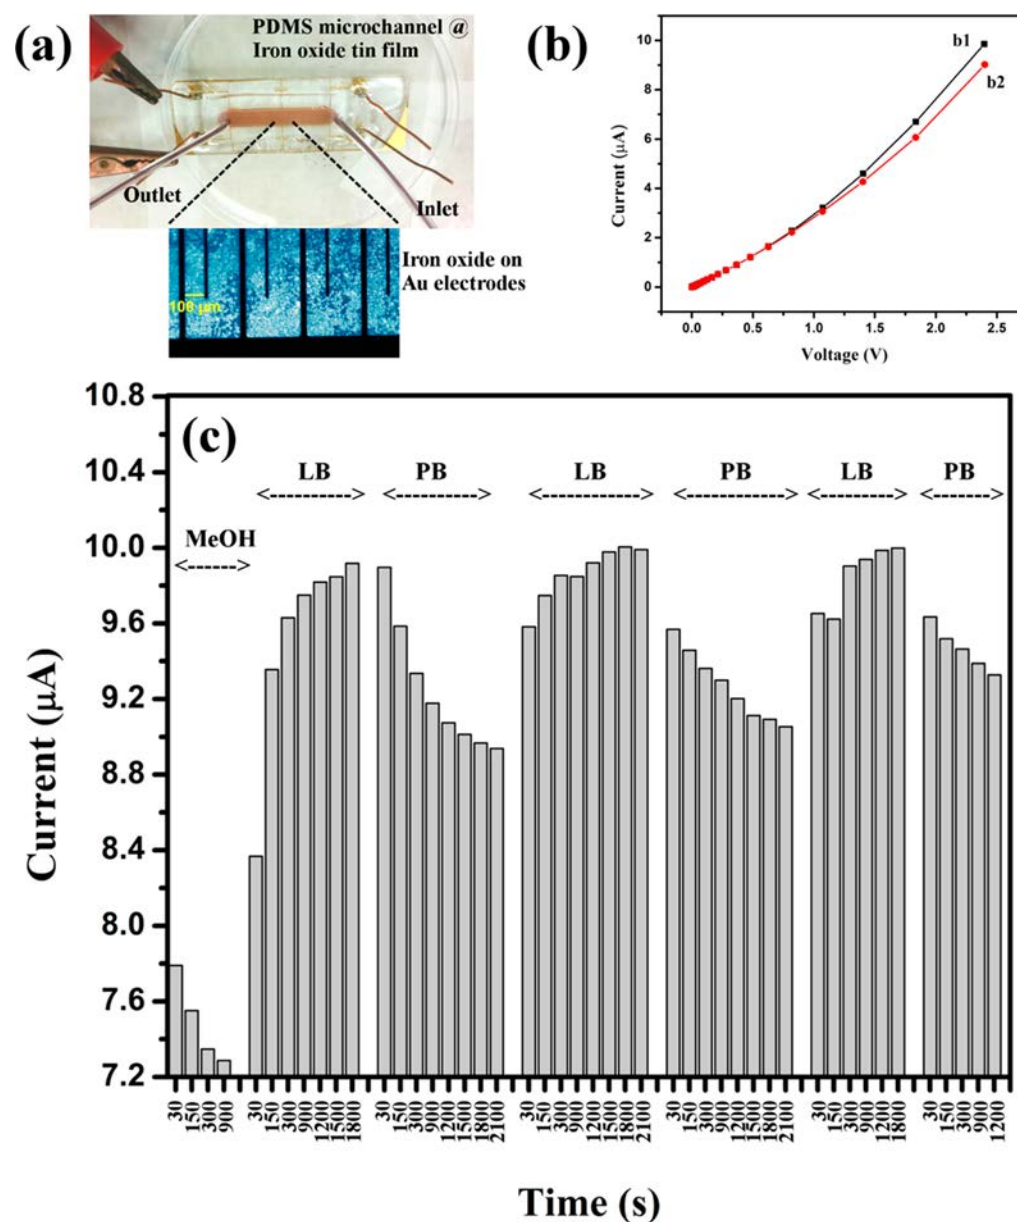 (a)
PDMS microchannel @
Iron oxide tin film
Outlet
Inlet
100 µm
Iron oxide on
Au electrodes
(b)
b1
b2
10
8
6
4
2
0
Current (µA)
0.0 0.5 1.0 1.5 2.0 2.5
Voltage (V)
(c)
MeOH
LB
PB
LB
PB
LB
PB
10.8
10.4
10.0
9.6
9.2
8.8
8.4
8.0
7.6
7.2
Current (µA)
30 150 300 900
30 150 300 900 1200 1500 1800
30 150 300 900 1200 1500 1800 2100
30 150 300 900 1200 1500 1800 2100
30 150 300 900 1200 1500 1800 2100
30 150 300 900 1200 1800
30 150 300 900 1200
Time (s)